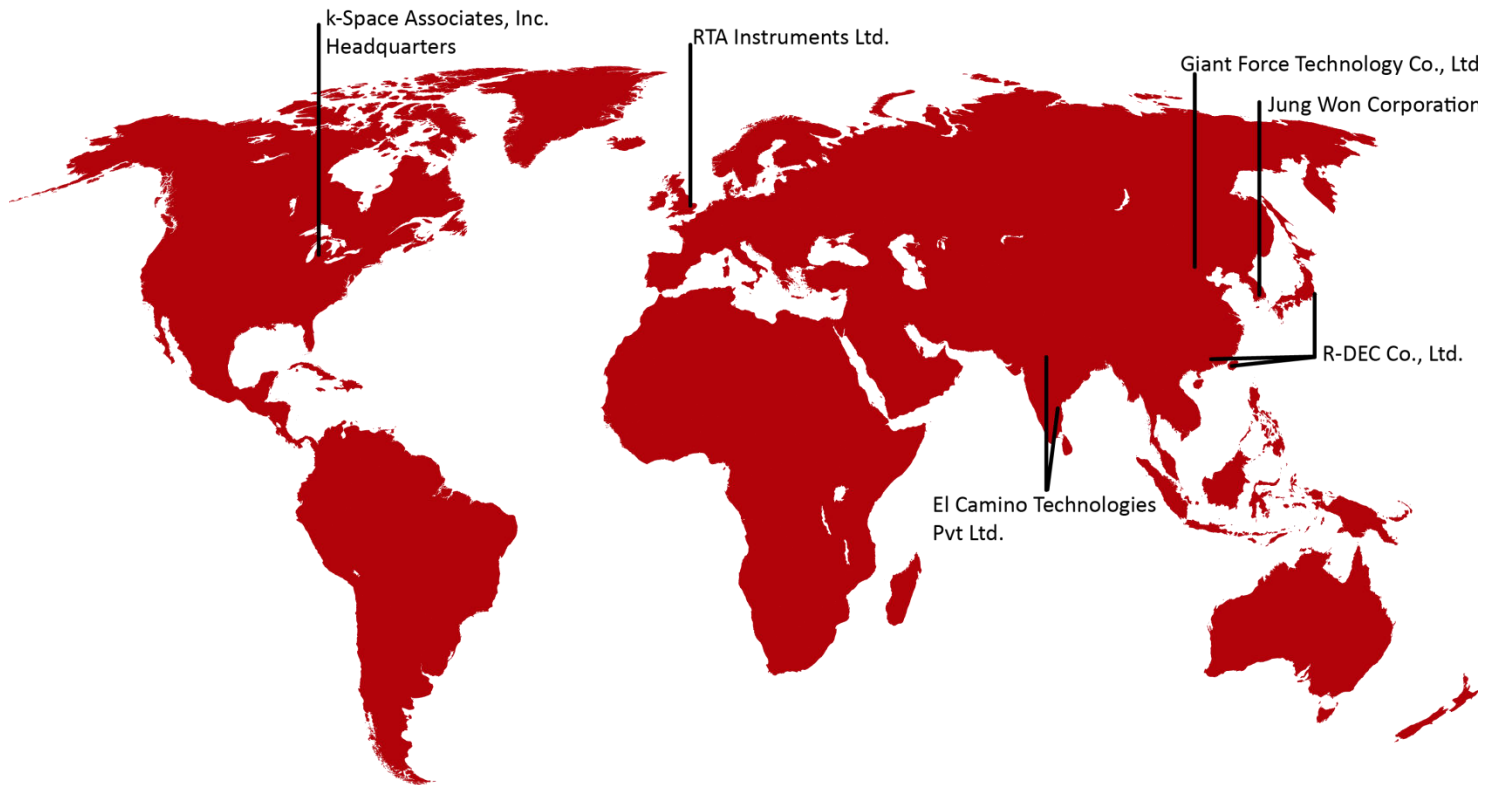 k-Space Associates, Inc.
Headquarters
RTA Instruments Ltd.
Giant Force Technology Co., Ltd
Jung Won Corporation
R-DEC Co., Ltd.
El Camino Technologies
Pvt Ltd.